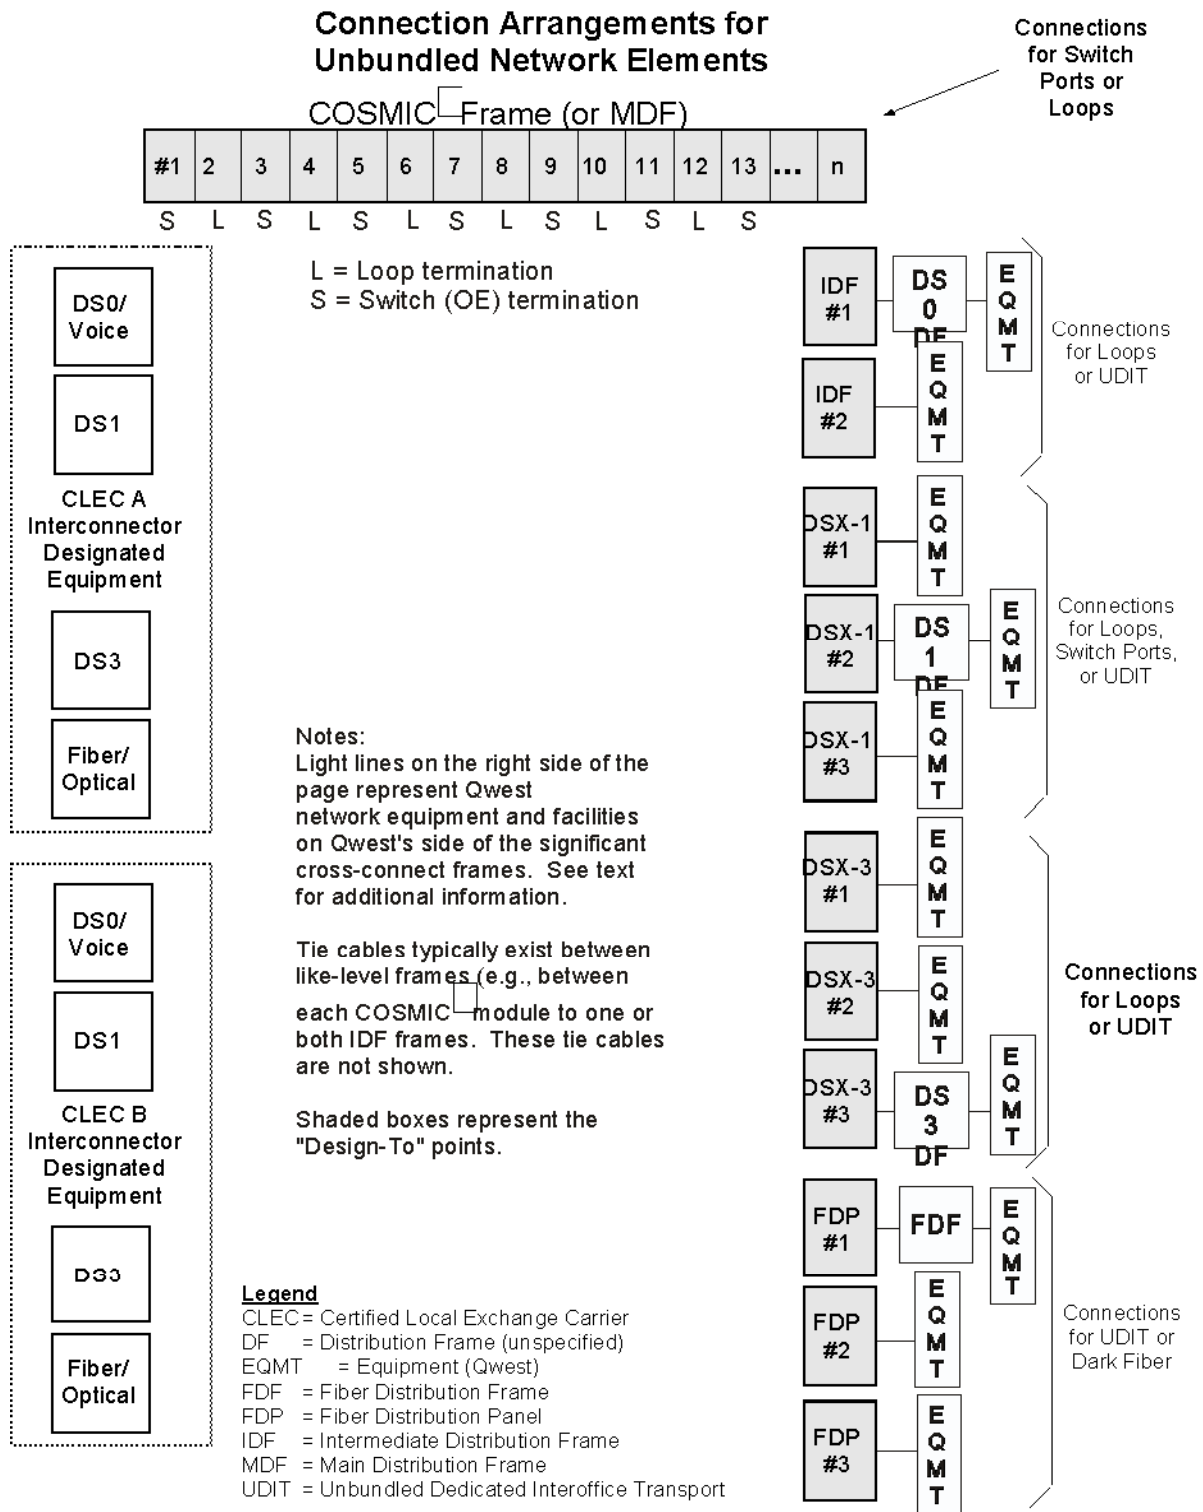 Connection Arrangements for
Unbundled Network Elements
Connections
for Switch
Ports or
Loops
COSMIC Frame (or MDF)
#1 2 3 4 5 6 7 8 9 10 11 12 13 ... n
S L S L S L S L S L S L S
L = Loop termination
S = Switch (OE) termination
DS0/
Voice
DS1
CLEC A
Interconnector
Designated
Equipment
DS3
Fiber/
Optical
DS0/
Voice
DS1
CLEC B
Interconnector
Designated
Equipment
DS3
Fiber/
Optical
Notes:
Light lines on the right side of the
page represent Qwest
network equipment and facilities
on Qwest's side of the significant
cross-connect frames. See text
for additional information.
Tie cables typically exist between
like-level frames (e.g., between
each COSMIC module to one or
both IDF frames. These tie cables
are not shown.
Shaded boxes represent the
"Design-To" points.
Legend
CLEC = Certified Local Exchange Carrier
DF = Distribution Frame (unspecified)
EQMT = Equipment (Qwest)
FDF = Fiber Distribution Frame
FDP = Fiber Distribution Panel
IDF = Intermediate Distribution Frame
MDF = Main Distribution Frame
UDIT = Unbundled Dedicated Interoffice Transport
IDF
#1
DS
0
DF
EQMT
IDF
#2
EQMT
Connections
for Loops
or UDIT
DSX-1
#1
EQMT
DSX-1
#2
DS
1
DF
EQMT
DSX-1
#3
EQMT
Connections
for Loops,
Switch Ports,
or UDIT
DSX-3
#1
EQMT
DSX-3
#2
EQMT
DSX-3
#3
DS
3
DF
EQMT
Connections
for Loops
or UDIT
FDP
#1
FDF
EQMT
FDP
#2
EQMT
FDP
#3
EQMT
Connections
for UDIT or
Dark Fiber